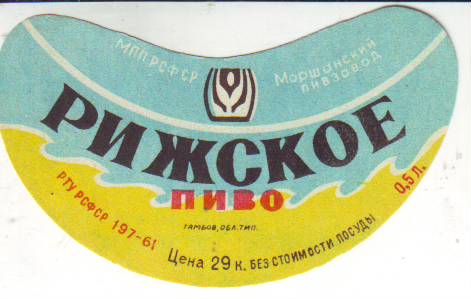 МПП.РСФСР
Моршанский
пивзавод
РИЖСКОЕ
ПИВО
РТУ РСФСР 197-61
0,5 л.
ТАМБОВ, ОБЛ.ТИП.
Цена 29 к. БЕЗ СТОИМОСТИ ПОСУДЫ